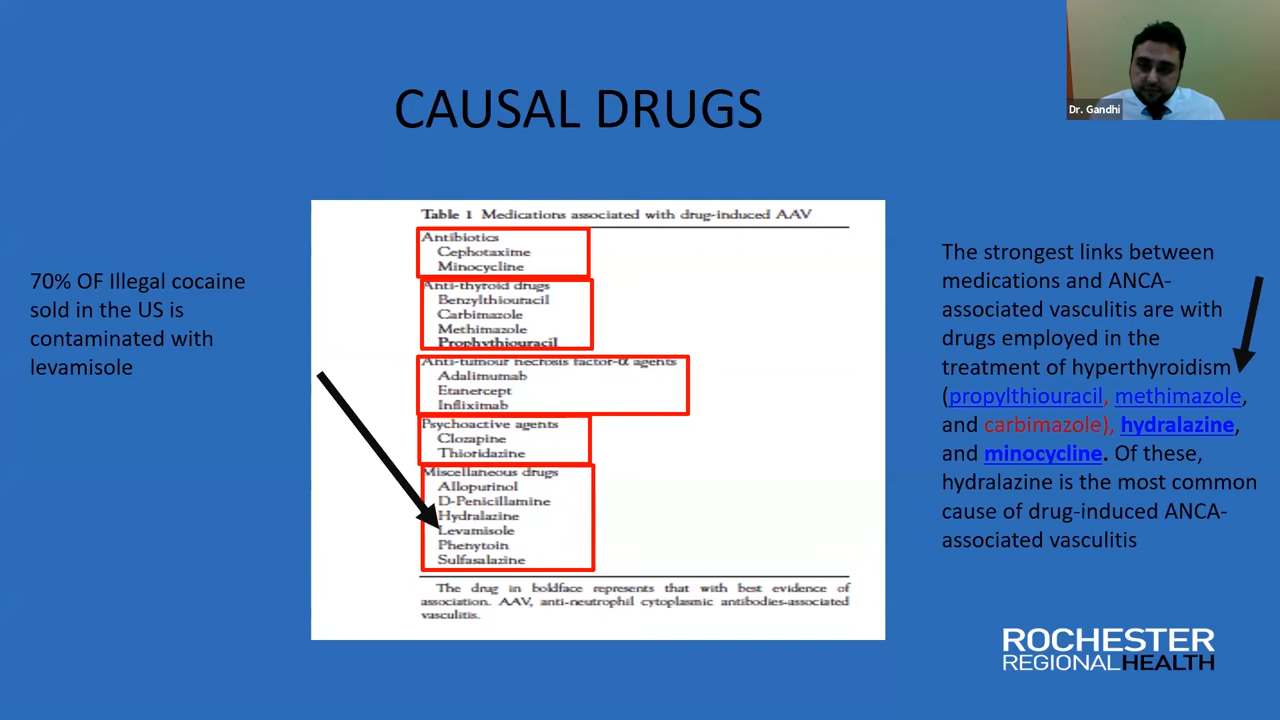 Dr. Gandhi
CAUSAL DRUGS
70% OF Illegal cocaine
sold in the US is
contaminated with
levamisole
Table 1 Medications associated with drug-induced AAV
Antibiotics
Cephotaxime
Minocycline
Anti-thyroid drugs
Benzylthiouracil
Carbimazole
Methimazole
Prophythiouracil
Anti-tumour necrosis factor-α agents
Adalimumab
Etanercept
Infliximab
Psychoactive agents
Clozapine
Thioridazine
Miscellaneous drugs
Allopurinol
D-Penicillamine
Hydralazine
Levamisole
Phenytoin
Sulfasalazine
The drug in boldface represents that with best evidence of
association. AAV, anti-neutrophil cytoplasmic antibodies-associated
vasculitis.
The strongest links between
medications and ANCA-
associated vasculitis are with
drugs employed in the
treatment of hyperthyroidism
(propylthiouracil, methimazole,
and carbimazole), hydralazine,
and minocycline. Of these,
hydralazine is the most common
cause of drug-induced ANCA-
associated vasculitis
ROCHESTER
REGIONALHEALTH